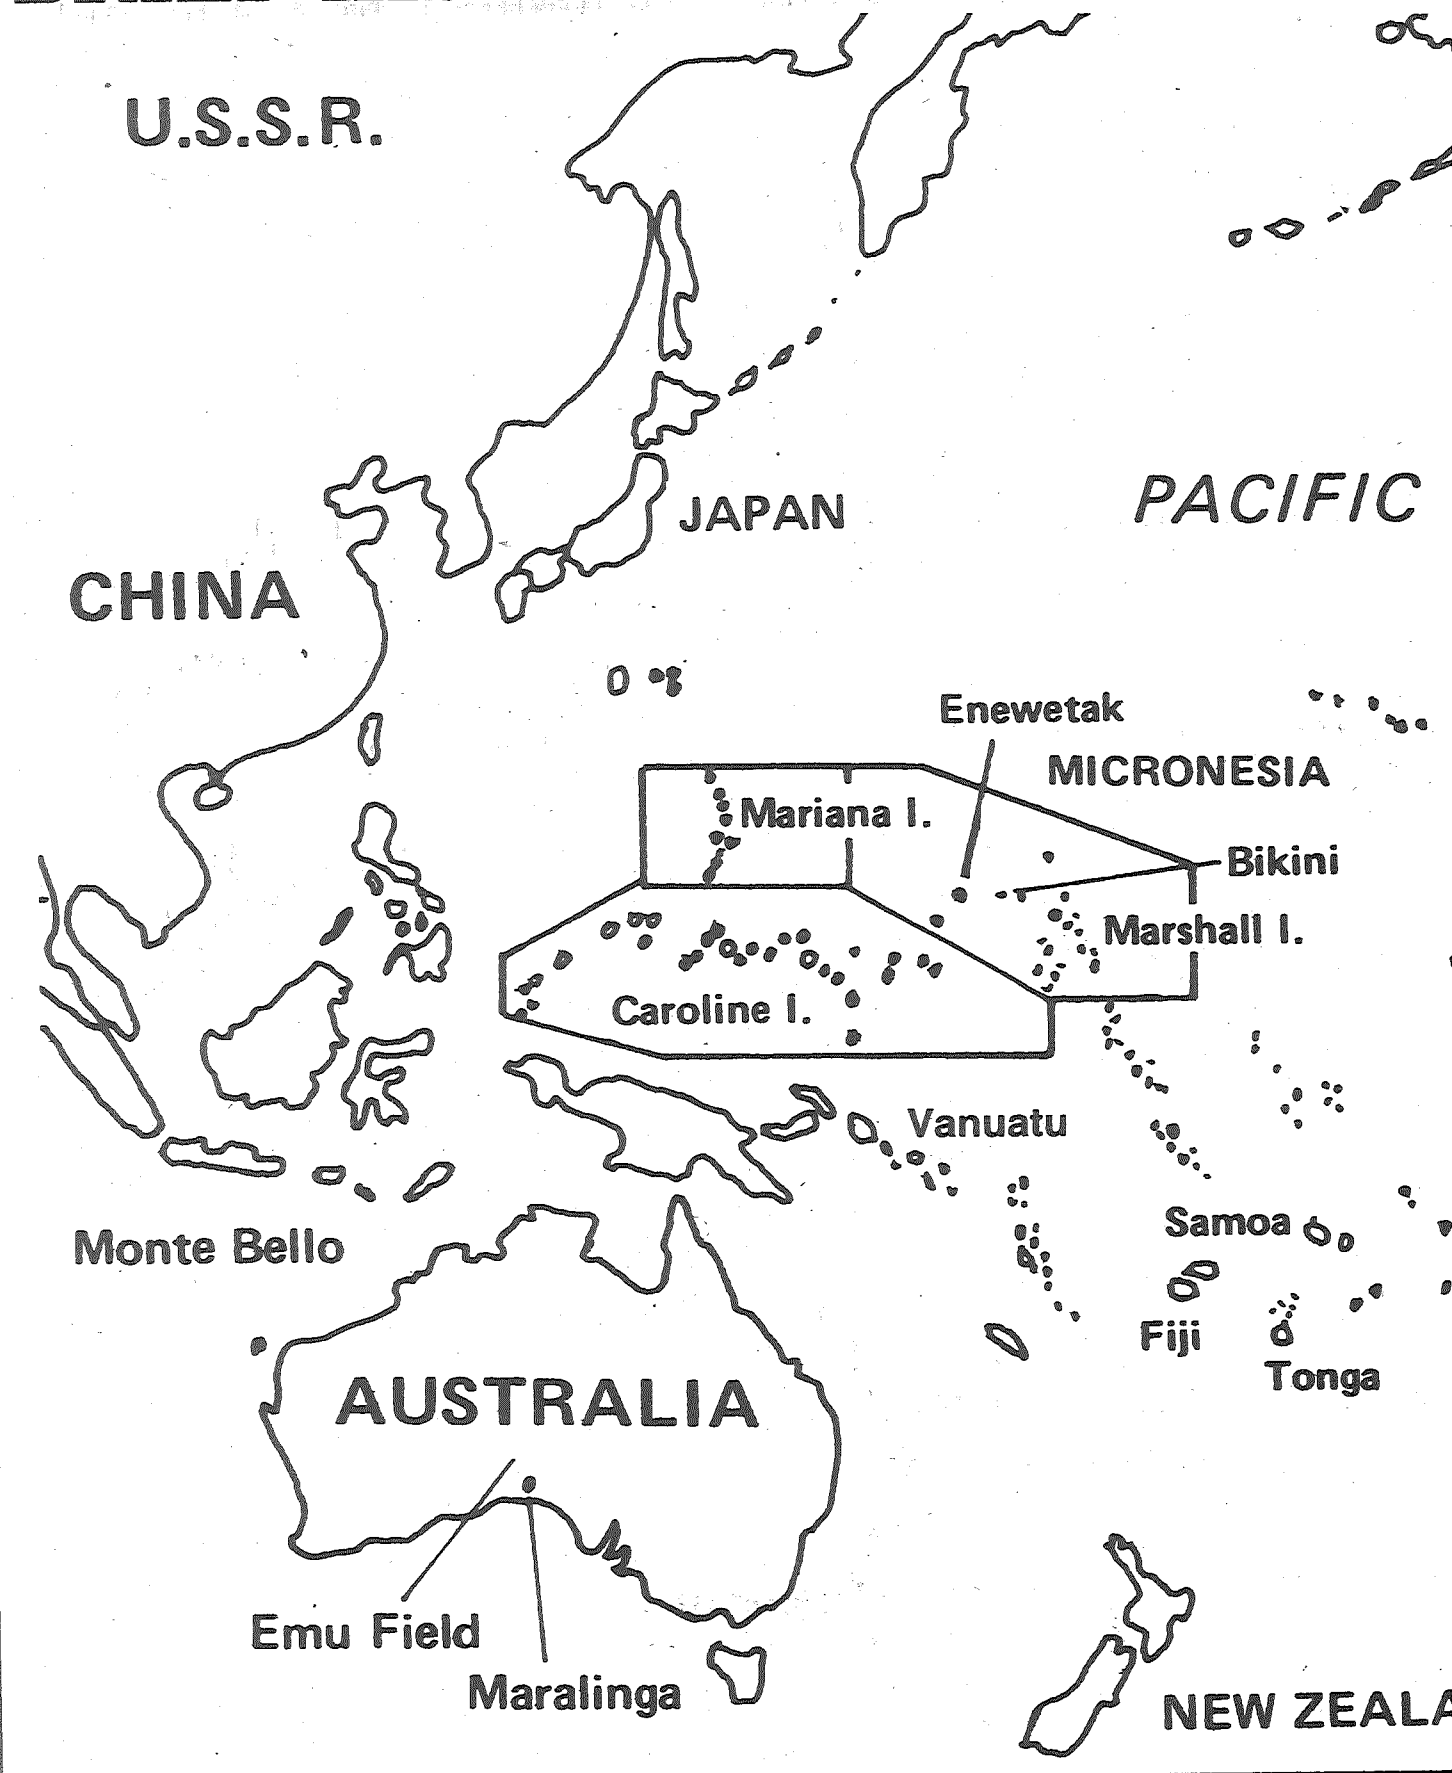 U.S.S.R.
PACIFIC
JAPAN
CHINA
Enewetak
MICRONESIA
Mariana I.
Bikini
Marshall I.
Caroline I.
Vanuatu
Samoa
Monte Bello
Fiji
Tonga
AUSTRALIA
Emu Field
Maralinga
NEW ZEALA